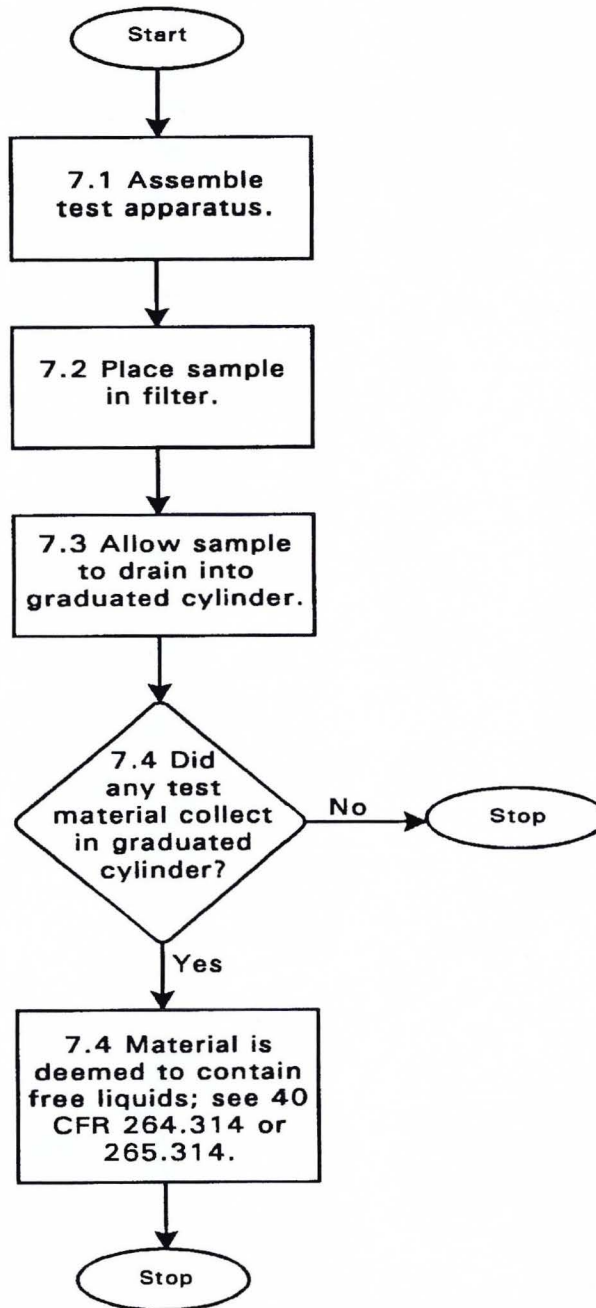 Start
7.1 Assemble
test apparatus.
7.2 Place sample
in filter.
7.3 Allow sample
to drain into
graduated cylinder.
7.4 Did
any test
material collect
in graduated
cylinder?
No
Stop
Yes
7.4 Material is
deemed to contain
free liquids; see 40
CFR 264.314 or
265.314.
Stop